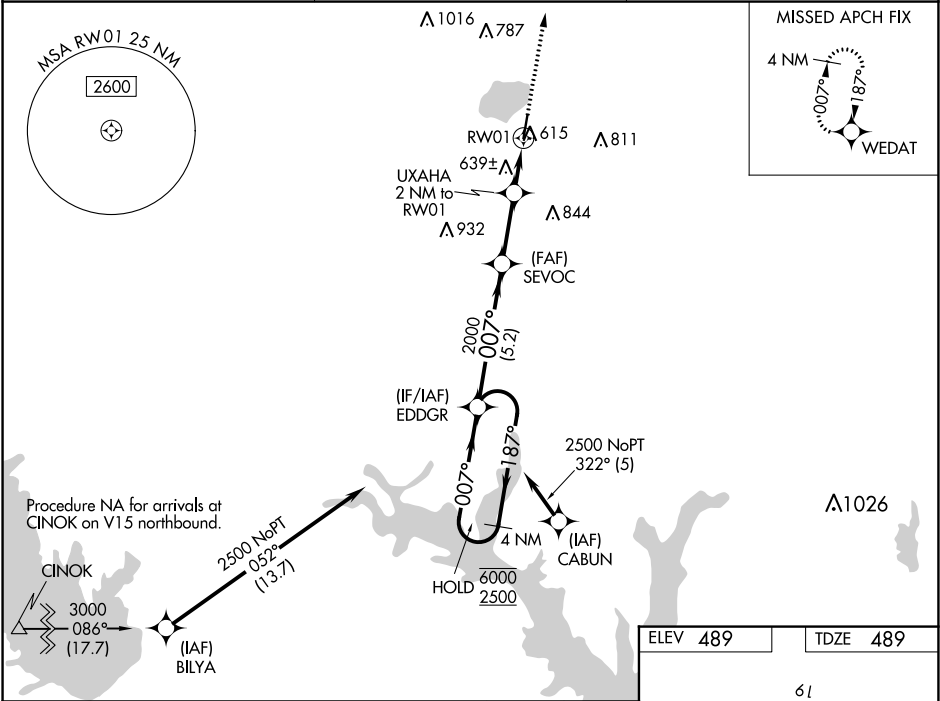 MSA RW01 25 NM
2600
1016
787
MISSED APCH FIX
4 NM
007°
187°
WEDAT
RW01
615
811
639±
UXAHA
2 NM to
RW01
844
932
(FAF)
SEVOC
2000
007°
(5.2)
(IF/IAF)
EDDGR
2500 NoPT
322° (5)
187°
007°
4 NM
(IAF)
CABUN
HOLD
6000
2500
1026
Procedure NA for arrivals at
CINOK on V15 northbound.
2500 NoPT
052°
(13.7)
CINOK
3000
086°
(17.7)
(IAF)
BILYA
ELEV 489
TDZE 489